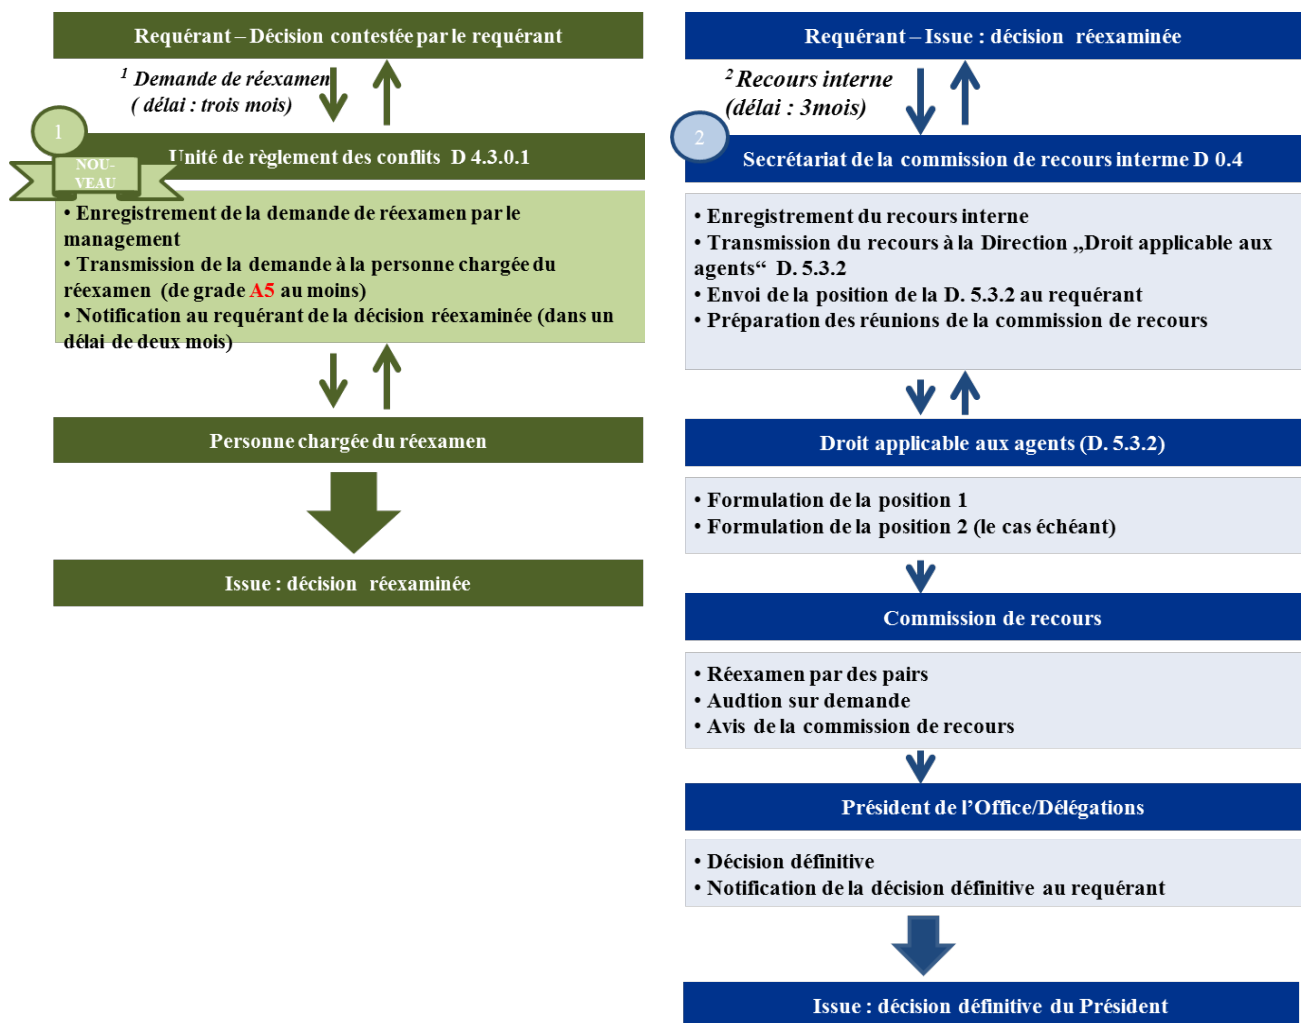 Requérant – Décision contestée par le requérant
1 Demande de réexamen
( délai : trois mois)
1
NOU-
VEAU
Unité de règlement des conflits D 4.3.0.1
• Enregistrement de la demande de réexamen par le
management
• Transmission de la demande à la personne chargée du
réexamen (de grade A5 au moins)
• Notification au requérant de la décision réexaminée (dans un
délai de deux mois)
Personne chargée du réexamen
Issue : décision réexaminée
Requérant – Issue : décision réexaminée
2 Recours interne
(délai : 3mois)
2
Secrétariat de la commission de recours interme D 0.4
• Enregistrement du recours interne
• Transmission du recours à la Direction „Droit applicable aux
agents“ D. 5.3.2
• Envoi de la position de la D. 5.3.2 au requérant
• Préparation des réunions de la commission de recours
Droit applicable aux agents (D. 5.3.2)
• Formulation de la position 1
• Formulation de la position 2 (le cas échéant)
Commission de recours
• Réexamen par des pairs
• Audtion sur demande
• Avis de la commission de recours
Président de l’Office/Délégations
• Décision définitive
• Notification de la décision définitive au requérant
Issue : décision définitive du Président